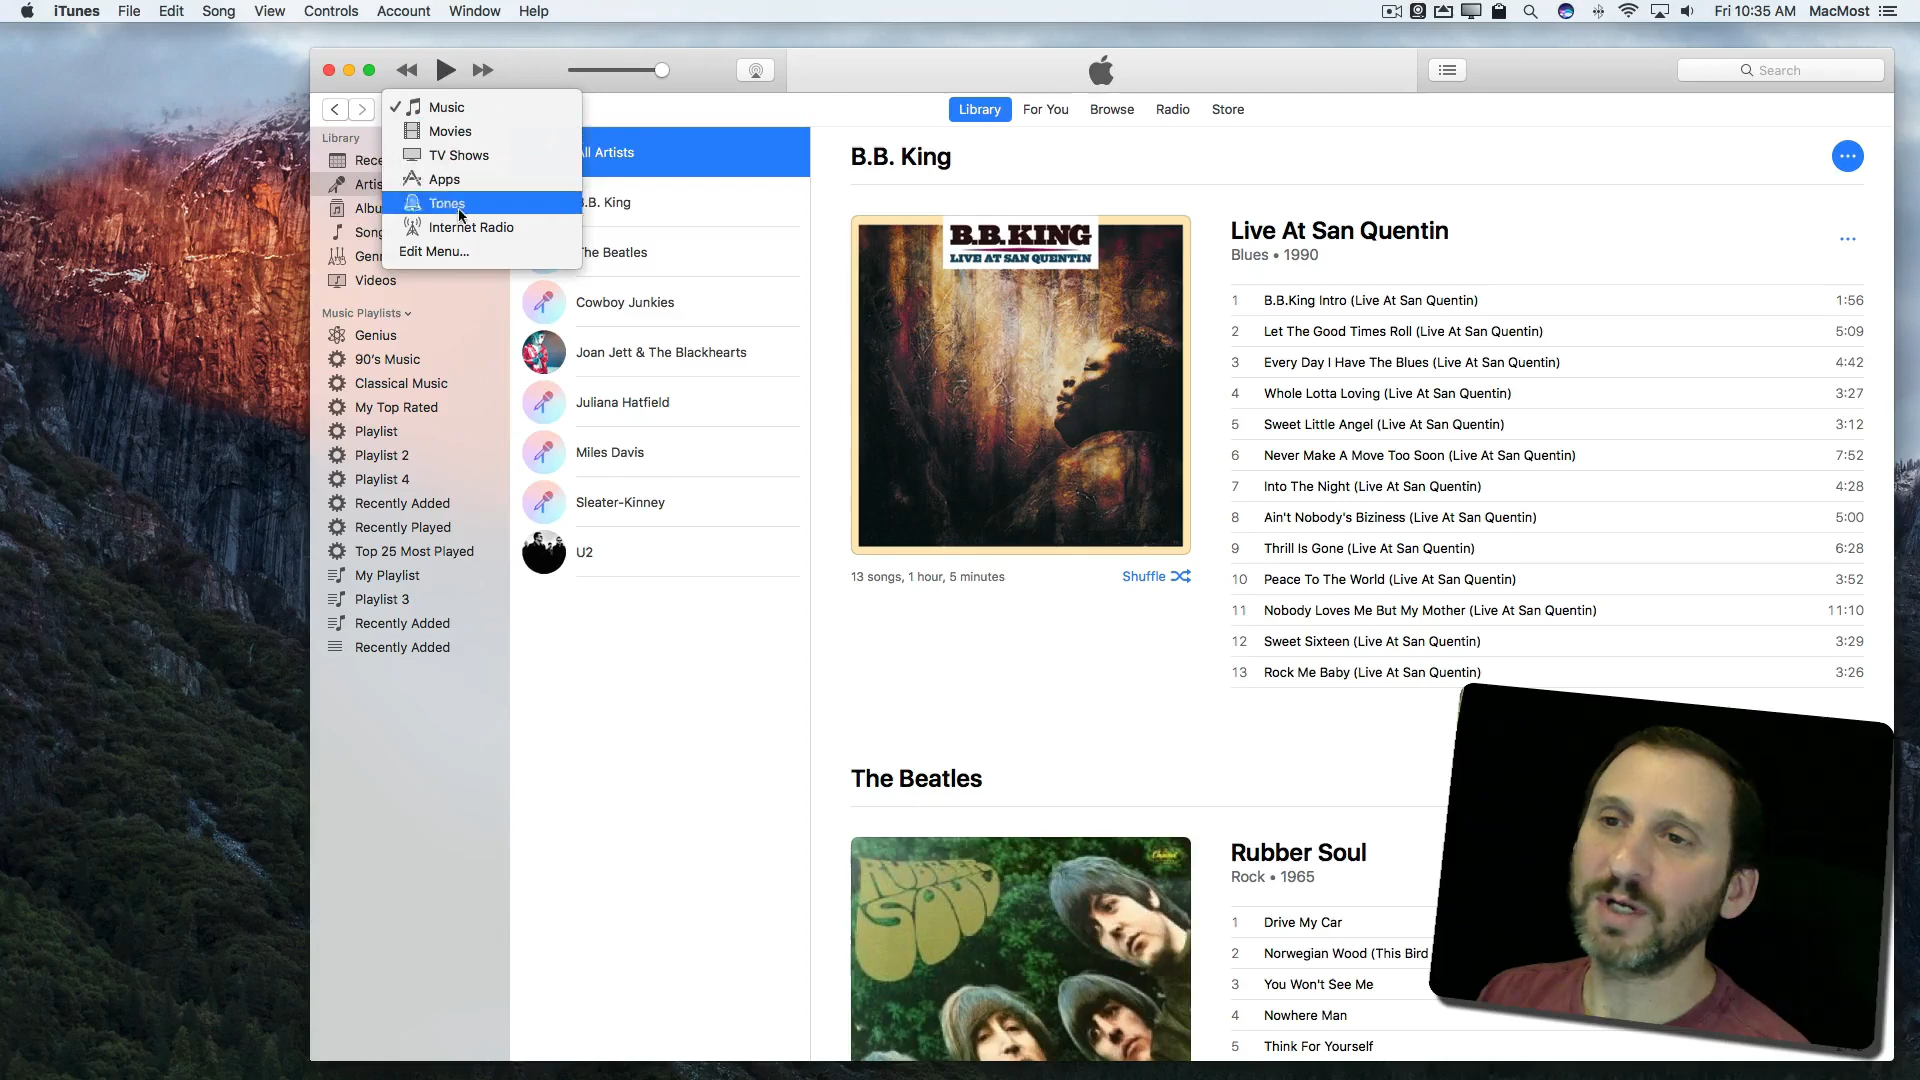 iTunes File Edit Song View Controls Account Window Help Fri 10:35 AM MacMost
Search
Library For You Browse Radio Store
Music
Movies
TV Shows
Apps
Tones
Internet Radio
Edit Menu...
Library
Rece
Artis
Albu
Song
Genr
Videos
Music Playlists
Genius
90's Music
Classical Music
My Top Rated
Playlist
Playlist 2
Playlist 4
Recently Added
Recently Played
Top 25 Most Played
My Playlist
Playlist 3
Recently Added
Recently Added
ll Artists
.B. King
he Beatles
Cowboy Junkies
Joan Jett & The Blackhearts
Juliana Hatfield
Miles Davis
Sleater-Kinney
U2
B.B. King
B.B.KING
LIVE AT SAN QUENTIN
13 songs, 1 hour, 5 minutes Shuffle
Live At San Quentin
Blues • 1990
1 B.B.King Intro (Live At San Quentin) 1:56
2 Let The Good Times Roll (Live At San Quentin) 5:09
3 Every Day I Have The Blues (Live At San Quentin) 4:42
4 Whole Lotta Loving (Live At San Quentin) 3:27
5 Sweet Little Angel (Live At San Quentin) 3:12
6 Never Make A Move Too Soon (Live At San Quentin) 7:52
7 Into The Night (Live At San Quentin) 4:28
8 Ain't Nobody's Biziness (Live At San Quentin) 5:00
9 Thrill Is Gone (Live At San Quentin) 6:28
10 Peace To The World (Live At San Quentin) 3:52
11 Nobody Loves Me But My Mother (Live At San Quentin) 11:10
12 Sweet Sixteen (Live At San Quentin) 3:29
13 Rock Me Baby (Live At San Quentin) 3:26
The Beatles
RUBBER
SOUL
Rubber Soul
Rock • 1965
1 Drive My Car
2 Norwegian Wood (This Bird
3 You Won't See Me
4 Nowhere Man
5 Think For Yourself